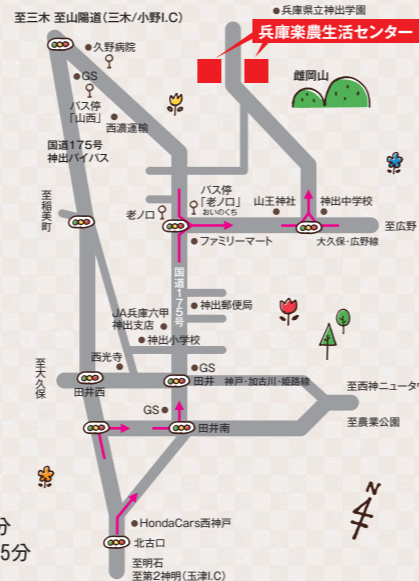 至三木 至山陽道(三木/小野I.C)
兵庫県立神出学園
兵庫楽農生活センター
久野病院
GS
バス停
「山西」
西濃運輸
雌岡山
国道175号
神出バイパス
至稲美町
老ノ口
バス停
「老ノ口」
おいのくち
山王神社
神出中学校
至広野
大久保・広野線
ファミリーマート
国道175号
神出郵便局
JA兵庫六甲
神出支店
神出小学校
至大久保
西光寺
田井西
GS
田井
神戸・加古川・姫路線
至西神ニュータ
GS
田井南
至農業公園
N
分
5分
HondaCars西神戸
北古口
至明石
至第2神明(玉津I.C)